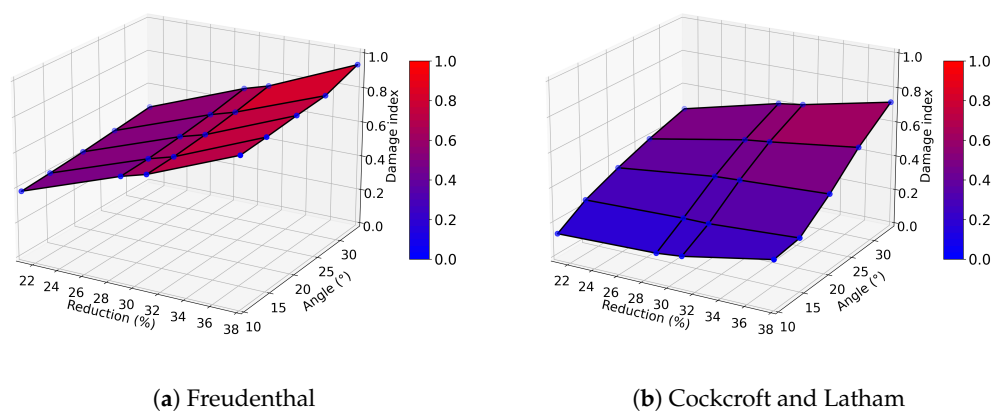 1.0
0.8
0.6
0.4
0.2
0.0
Damage index
22 24 26 28 30 32 34 36 38
Reduction (%)
10 15 20 25 30
Angle (°)
1.0
0.8
0.6
0.4
0.2
0.0
(a) Freudenthal
1.0
0.8
0.6
0.4
0.2
0.0
Damage index
22 24 26 28 30 32 34 36 38
Reduction (%)
10 15 20 25 30
Angle (°)
1.0
0.8
0.6
0.4
0.2
0.0
(b) Cockcroft and Latham